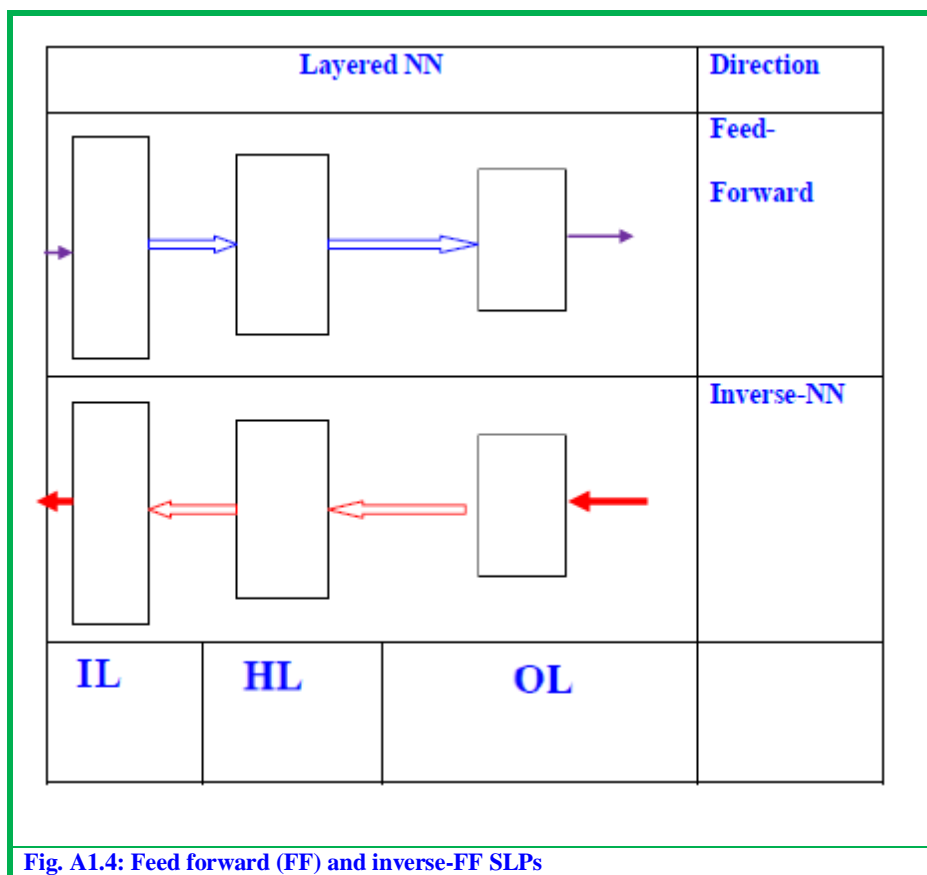 Layered NN
Direction
Feed-
Forward
Inverse-NN
IL
HL
OL
Fig. A1.4: Feed forward (FF) and inverse-FF SLPs